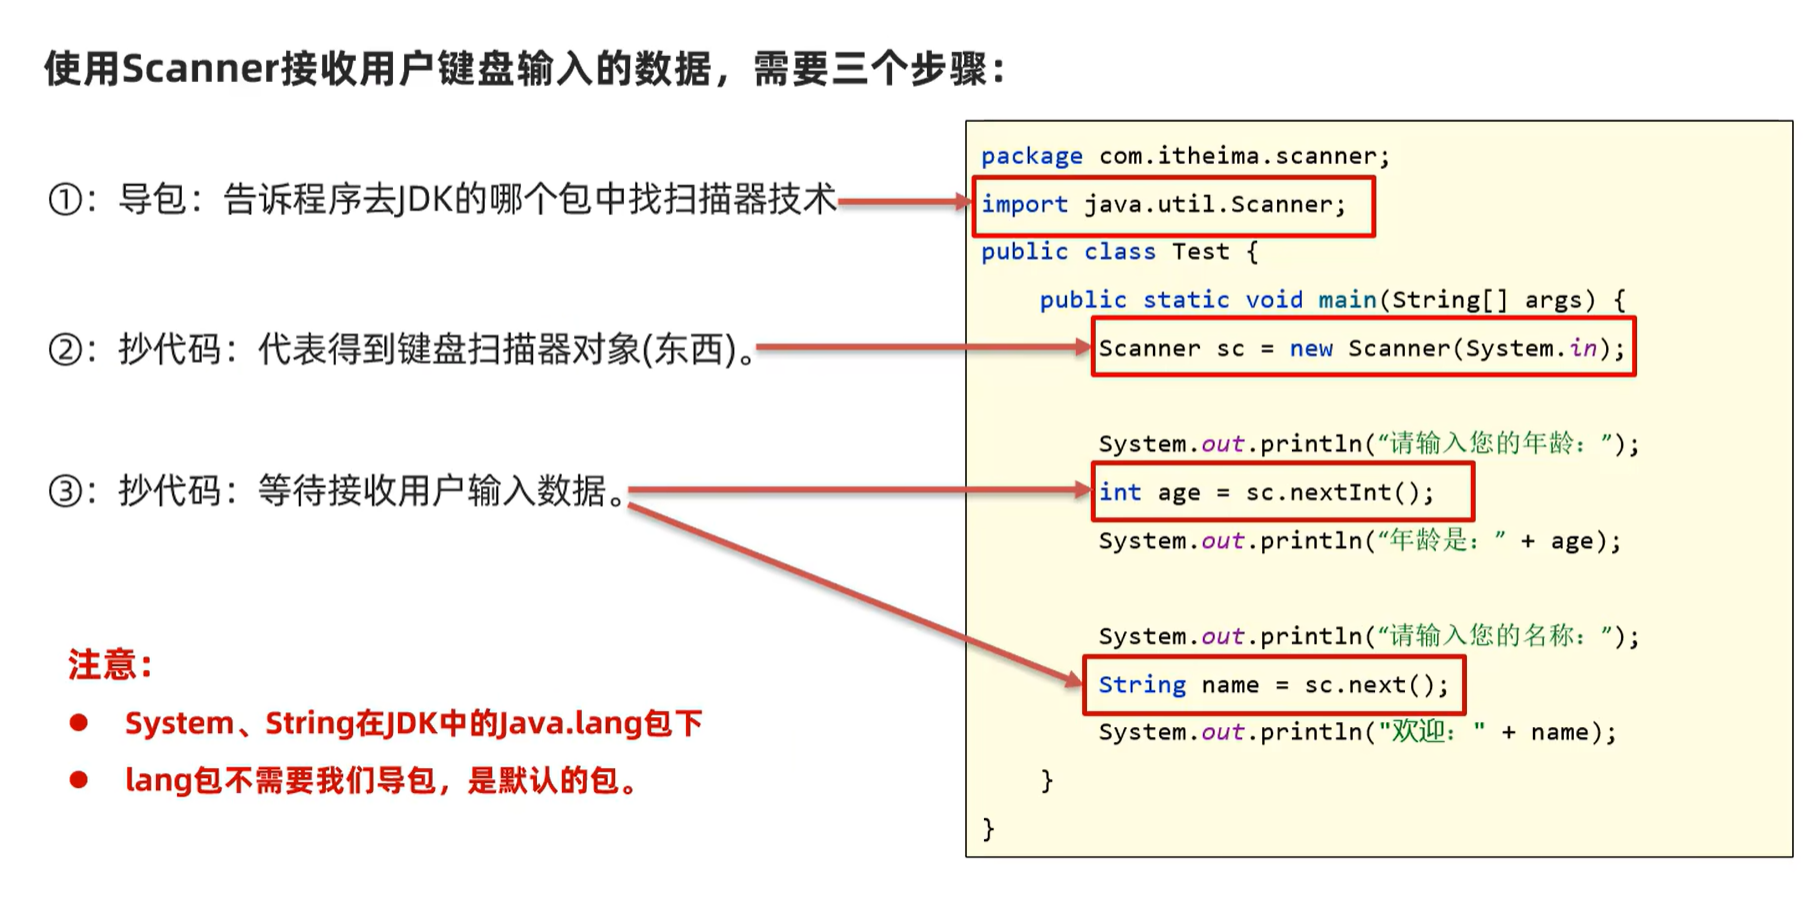 使用Scanner接收用户键盘输入的数据，需要三个步骤：
①：导包：告诉程序去JDK的哪个包中找扫描器技术
②：抄代码：代表得到键盘扫描器对象(东西)。
③：抄代码：等待接收用户输入数据。
注意：
● System、String在JDK中的Java.lang包下
● lang包不需要我们导包，是默认的包。
package com.itheima.scanner;
import java.util.Scanner;
public class Test {
    public static void main(String[] args) {
        Scanner sc = new Scanner(System.in);
        System.out.println(“请输入您的年龄：”);
        int age = sc.nextInt();
        System.out.println(“年龄是：” + age);
        System.out.println(“请输入您的名称：”);
        String name = sc.next();
        System.out.println("欢迎：" + name);
    }
}